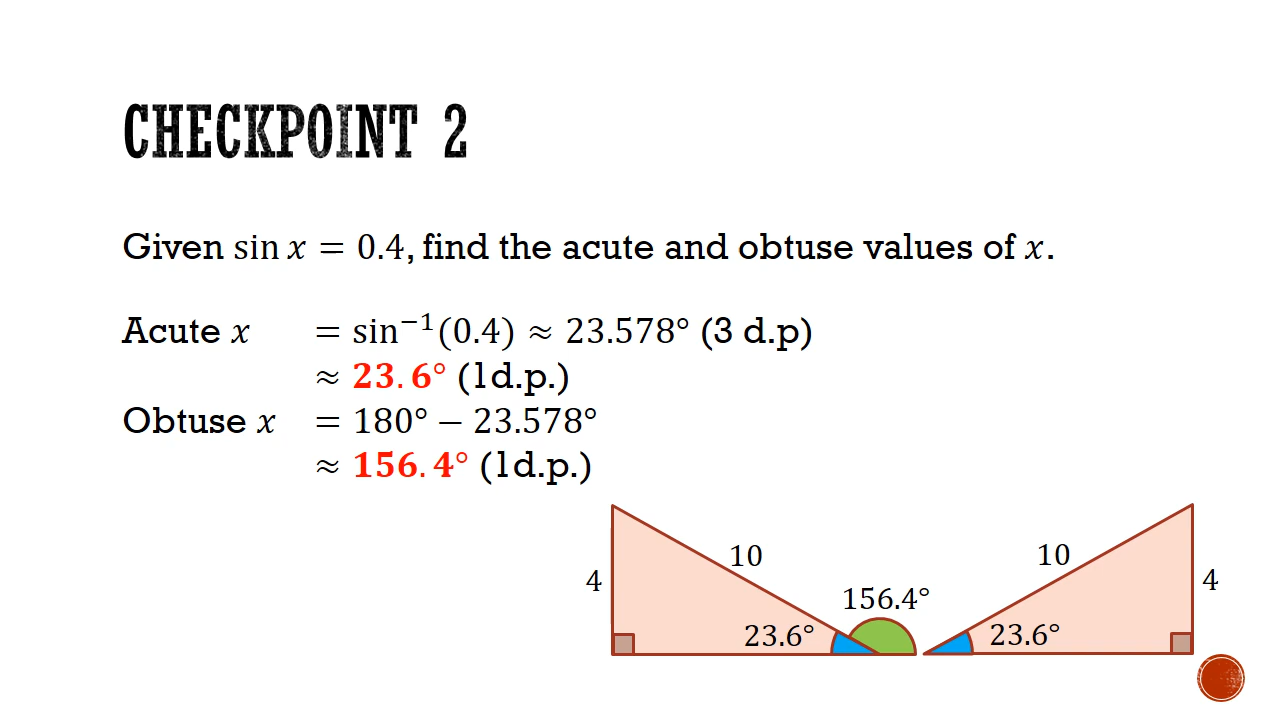 CHECKPOINT 2
Given sin x = 0.4, find the acute and obtuse values of x.
Acute x = sin⁻¹(0.4) ≈ 23.578° (3 d.p)
≈ 23.6° (1d.p.)
Obtuse x = 180° − 23.578°
≈ 156.4° (1d.p.)
10
10
4
156.4°
4
23.6°
23.6°